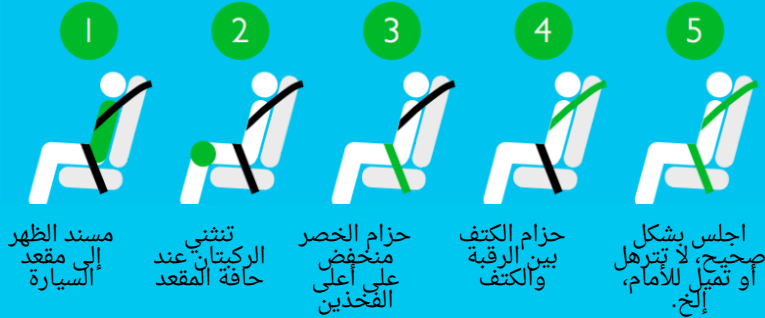 1
2
3
4
5
مسند الظهر
إلى مقعد
السيارة
تنثني
الركبتان عند
حافة المقعد
حزام الخصر
منخفض
على أعلى
الفخذين
حزام الكتف
بين الرقبة
والكتف
اجلس بشكل
صحيح، لا تترهل
أو تميل للأمام،
إلخ.